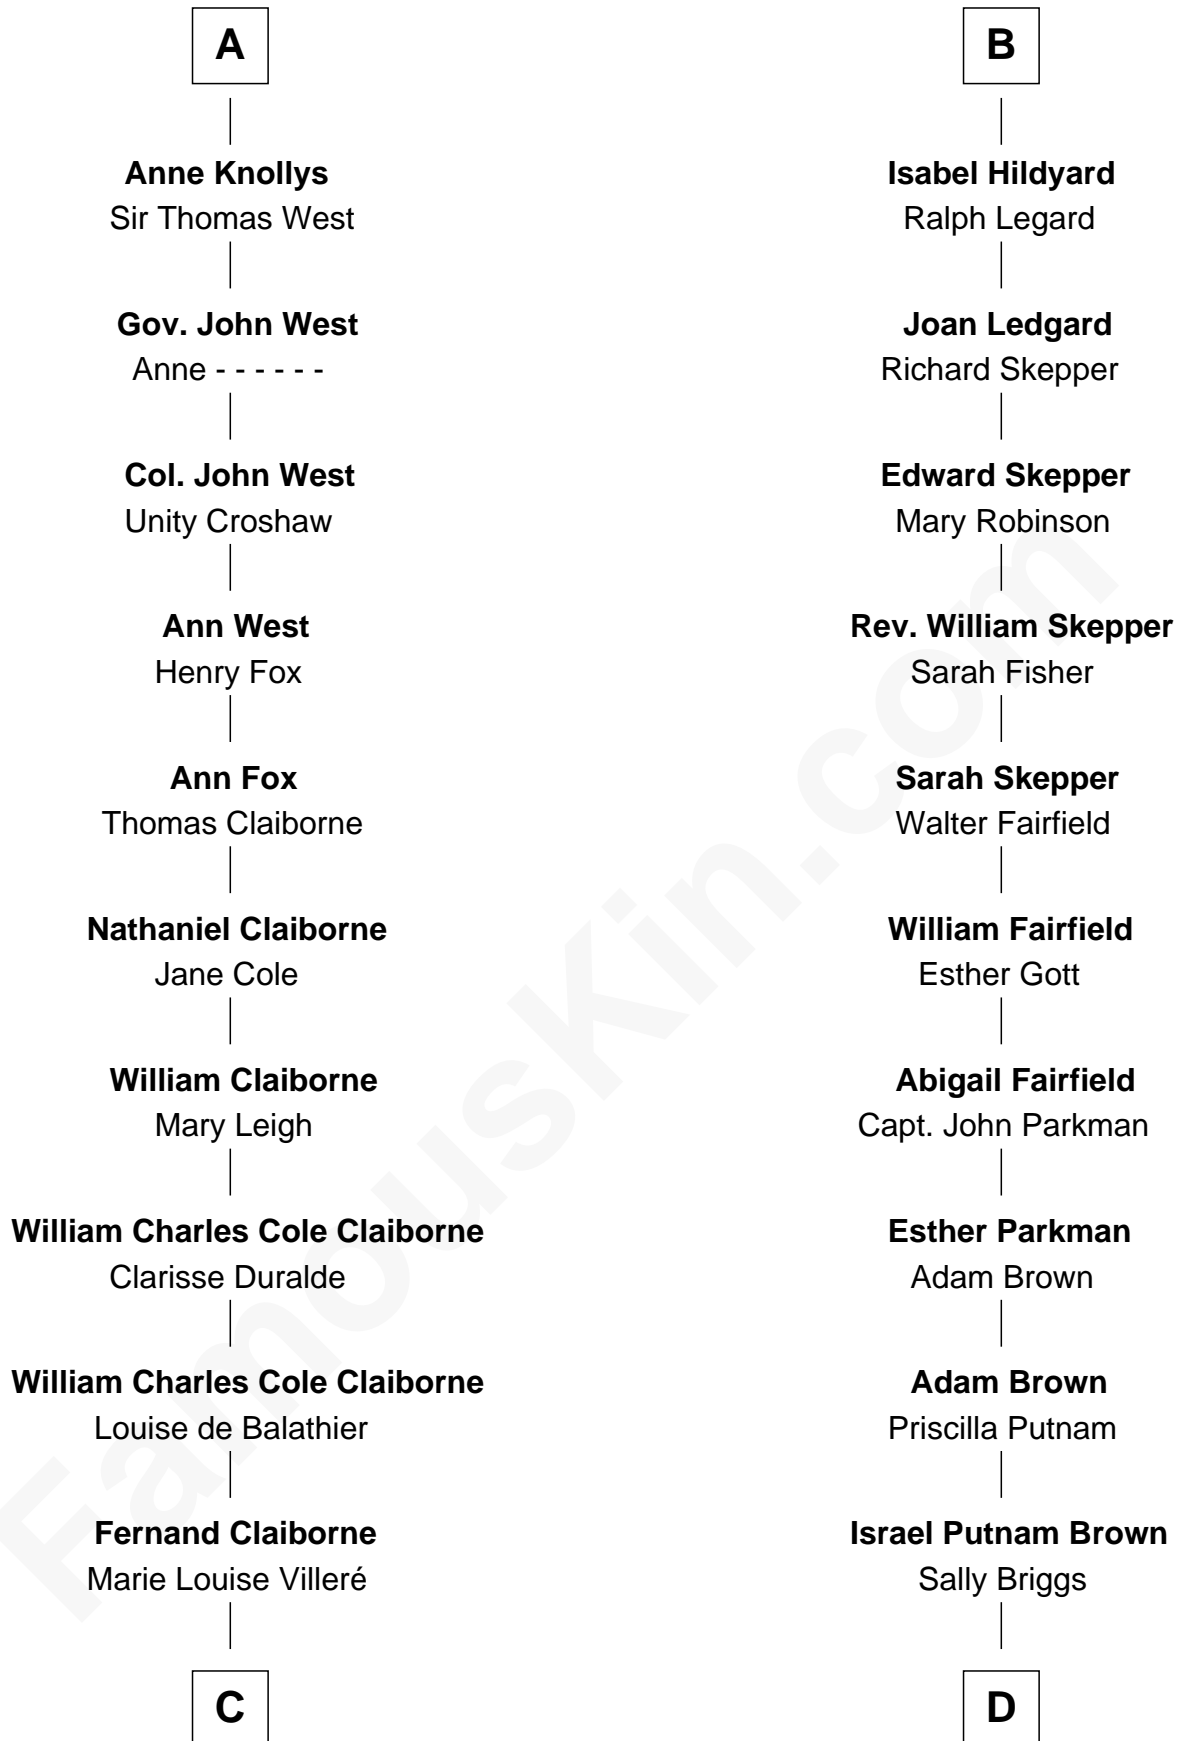 A
Anne Knollys
Sir Thomas West
Gov. John West
Anne - - - - - -
Col. John West
Unity Croshaw
Ann West
Henry Fox
Ann Fox
Thomas Claiborne
Nathaniel Claiborne
Jane Cole
William Claiborne
Mary Leigh
William Charles Cole Claiborne
Clarisse Duralde
William Charles Cole Claiborne
Louise de Balathier
Fernand Claiborne
Marie Louise Villeré
C
B
Isabel Hildyard
Ralph Legard
Joan Ledgard
Richard Skepper
Edward Skepper
Mary Robinson
Rev. William Skepper
Sarah Fisher
Sarah Skepper
Walter Fairfield
William Fairfield
Esther Gott
Abigail Fairfield
Capt. John Parkman
Esther Parkman
Adam Brown
Adam Brown
Priscilla Putnam
Israel Putnam Brown
Sally Briggs
D
FamousKin.com